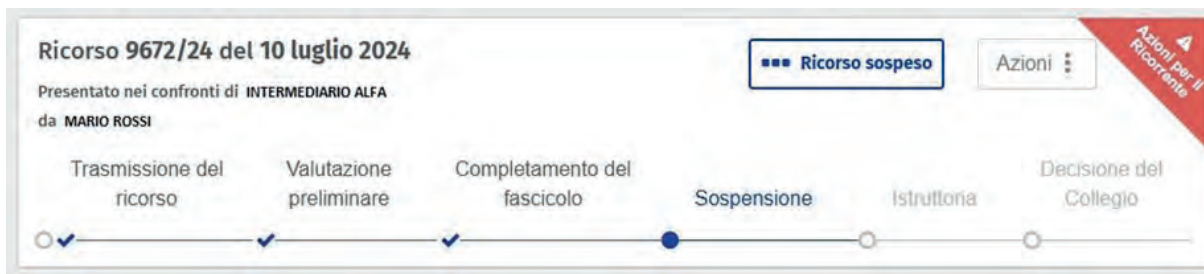 Ricorso 9672/24 del 10 luglio 2024
Ricorso sospeso
Azioni
Azioni per il
Ricorrente
Presentato nei confronti di INTERMEDIARIO ALFA
da MARIO ROSSI
Trasmissione del
ricorso
Valutazione
preliminare
Completamento del
fascicolo
Sospensione
Istruttoria
Decisione del
Collegio